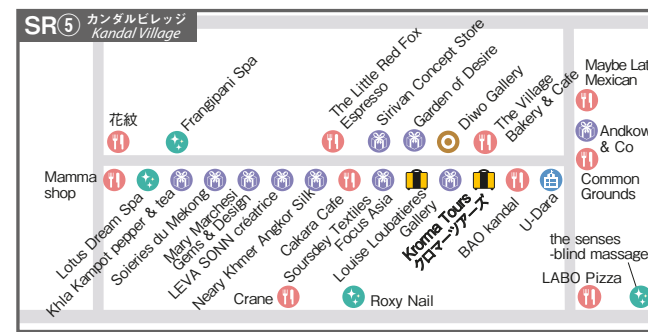 SR⑤ カンダルビレッジ
Kandal Village
花紋
Frangipani Spa
The Little Red Fox
Espresso
Sirivan Concept Store
Garden of Desire
Diwo Gallery
The Village
Bakery & Cafe
Maybe Lat
Mexican
Andkow
& Co
Common
Grounds
Mamma
shop
Lotus Dream Spa
Khla Kampot pepper & tea
Soieries du Mekong
Mary Marchesi
Gems & Design
LEVA SONN créatrice
Neary Khmer Angkor Silk
Cakara Cafe
Soursdey Textiles
Focus Asia
Louise Loubatieres
Gallery
Kroma Tours
クロマーツアーズ
BAO kandal
U-Dara
the senses
-blind massage
LABO Pizza
Crane
Roxy Nail